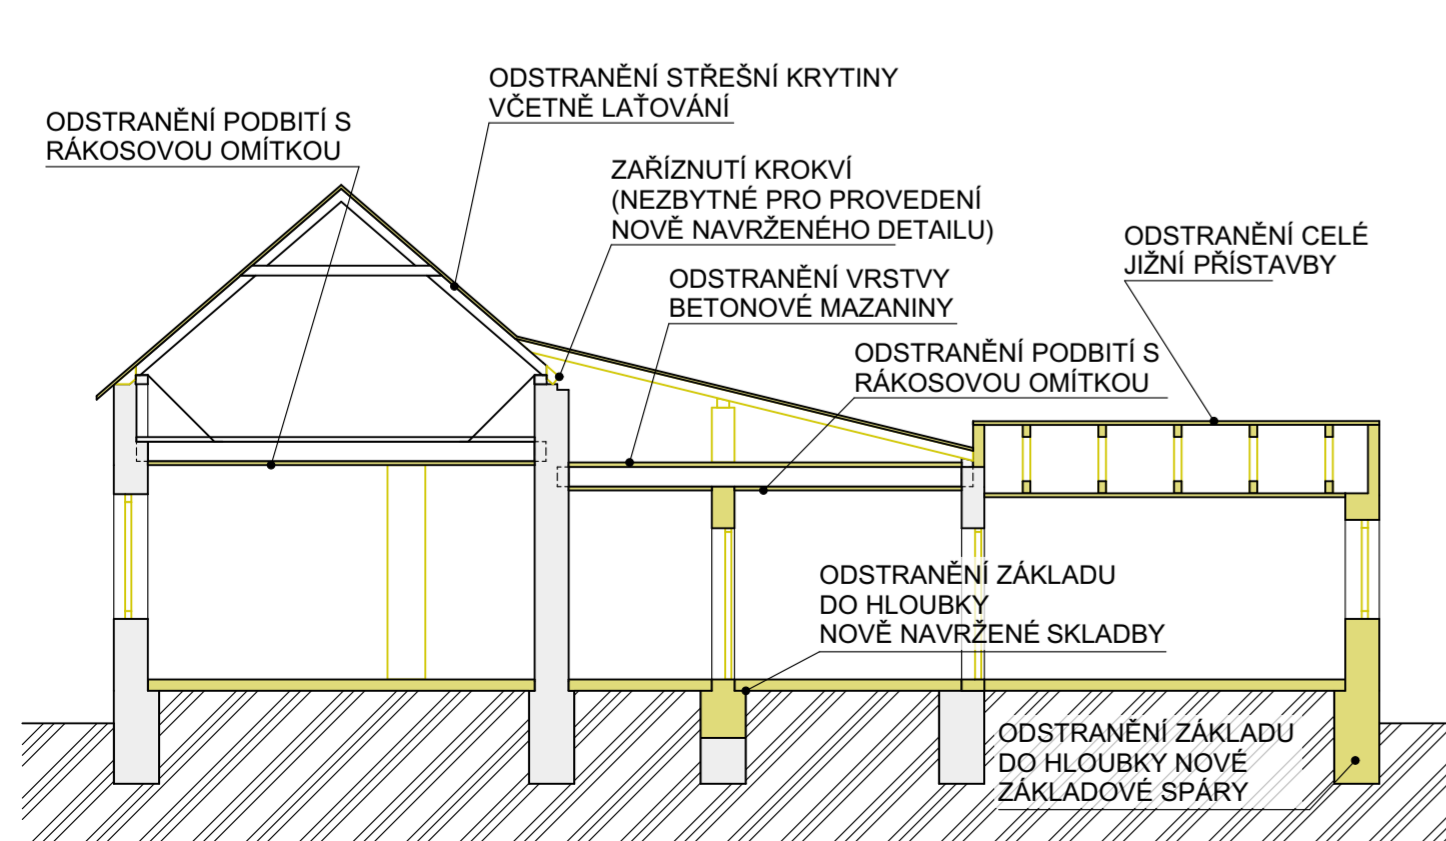 ODSTRANĚNÍ STŘEŠNÍ KRYTINY
VČETNĚ LAŤOVÁNÍ
ODSTRANĚNÍ PODBITÍ S
RÁKOSOVOU OMÍTKOU
ZAŘÍZNUTÍ KROKVÍ
(NEZBYTNÉ PRO PROVEDENÍ
NOVĚ NAVRŽENÉHO DETAILU)
ODSTRANĚNÍ CELÉ
JIŽNÍ PŘÍSTAVBY
ODSTRANĚNÍ VRSTVY
BETONOVÉ MAZANINY
ODSTRANĚNÍ PODBITÍ S
RÁKOSOVOU OMÍTKOU
ODSTRANĚNÍ ZÁKLADU
DO HLOUBKY
NOVĚ NAVRŽENÉ SKLADBY
ODSTRANĚNÍ ZÁKLADU
DO HLOUBKY NOVÉ
ZÁKLADOVÉ SPÁRY